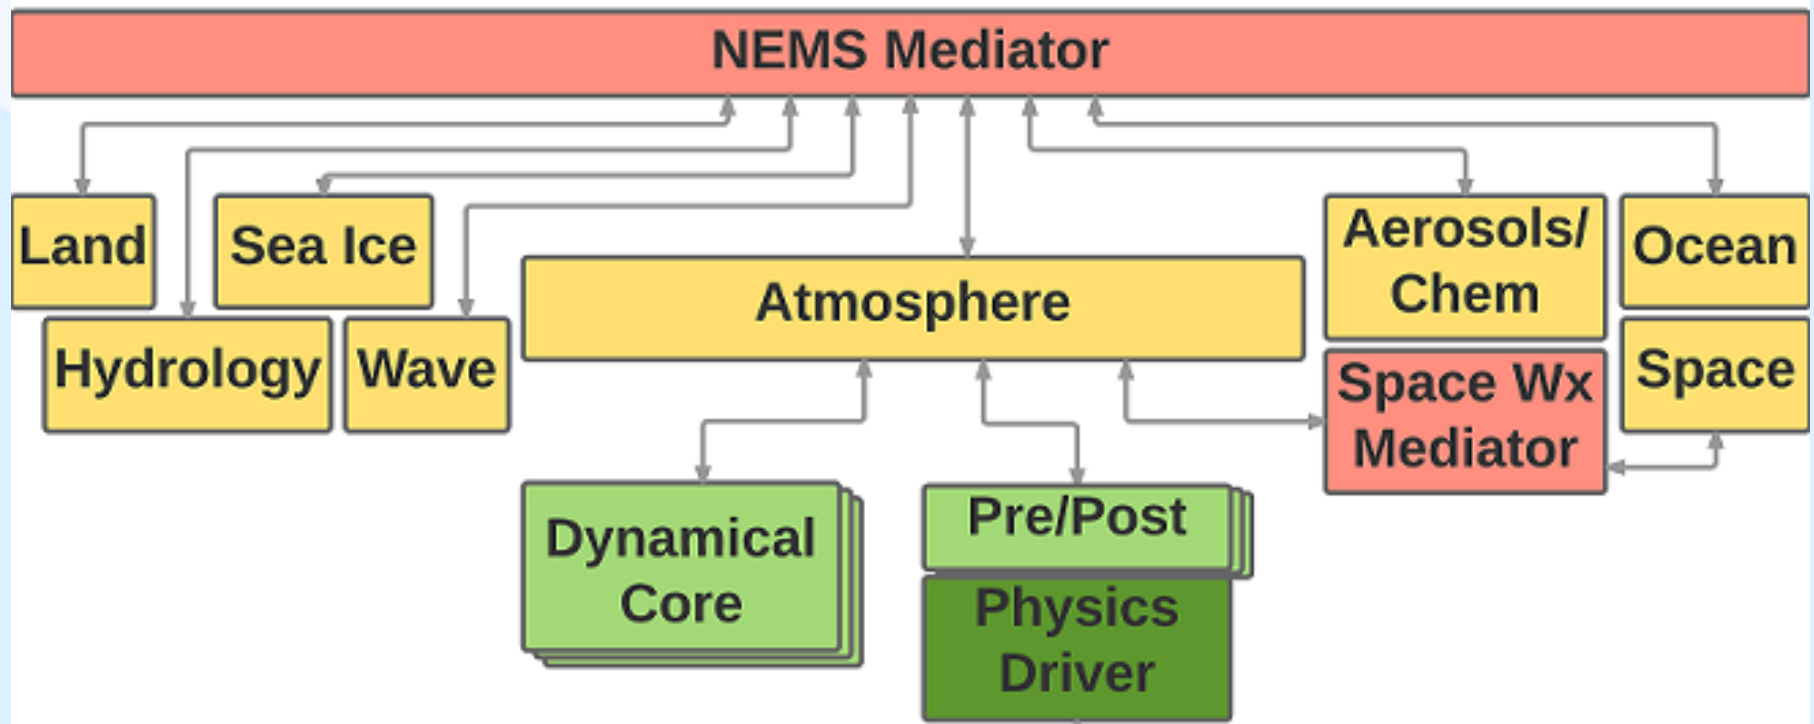 NEMS Mediator
Land
Sea Ice
Hydrology
Wave
Atmosphere
Aerosols/
Chem
Ocean
Space Wx
Mediator
Space
Dynamical
Core
Pre/Post
Physics
Driver